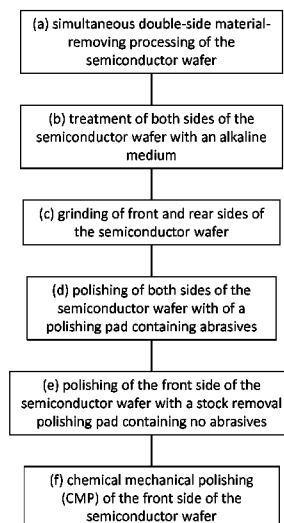 (a) simultaneous double-side material-
removing processing of the
semiconductor wafer
(b) treatment of both sides of the
semiconductor wafer with an alkaline
medium
(c) grinding of front and rear sides of
the semiconductor wafer
(d) polishing of both sides of the
semiconductor wafer with of a
polishing pad containing abrasives
(e) polishing of the front side of the
semiconductor wafer with a stock removal
polishing pad containing no abrasives
(f) chemical mechanical polishing
(CMP) of the front side of the
semiconductor wafer